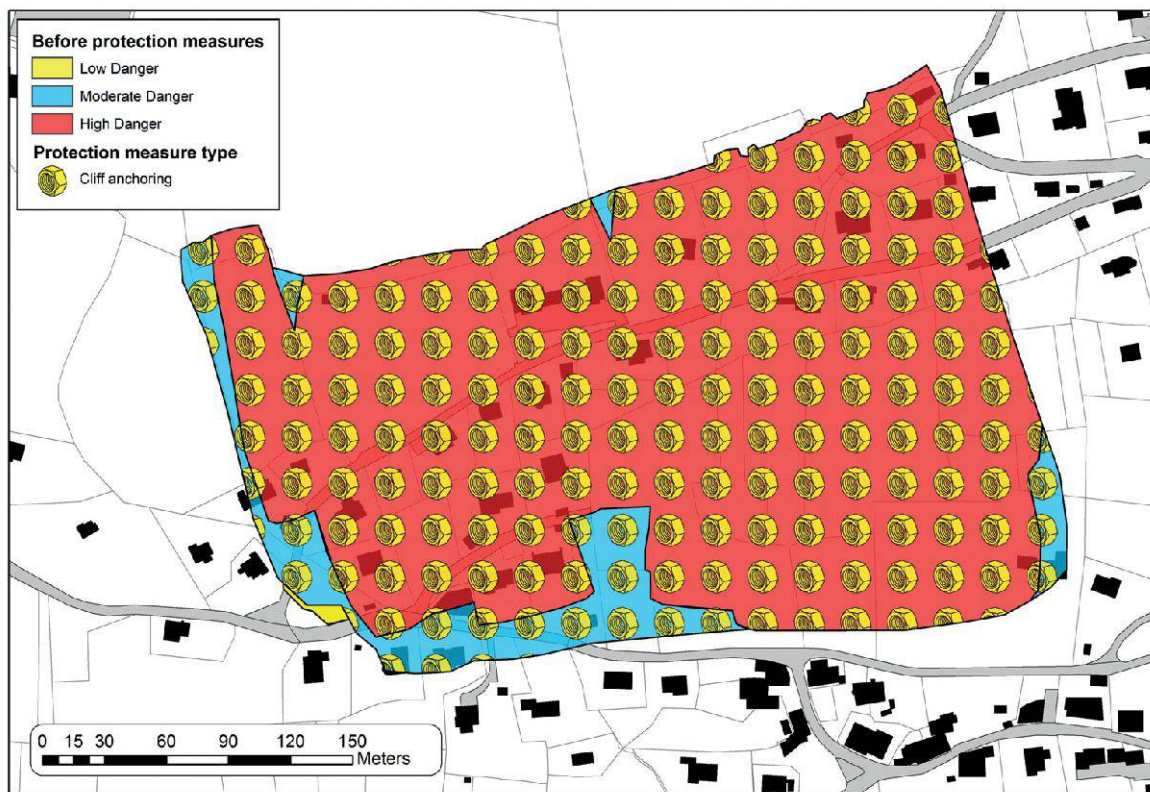 Before protection measures
Low Danger
Moderate Danger
High Danger
Protection measure type
Cliff anchoring
0 15 30 60 90 120 150
Meters